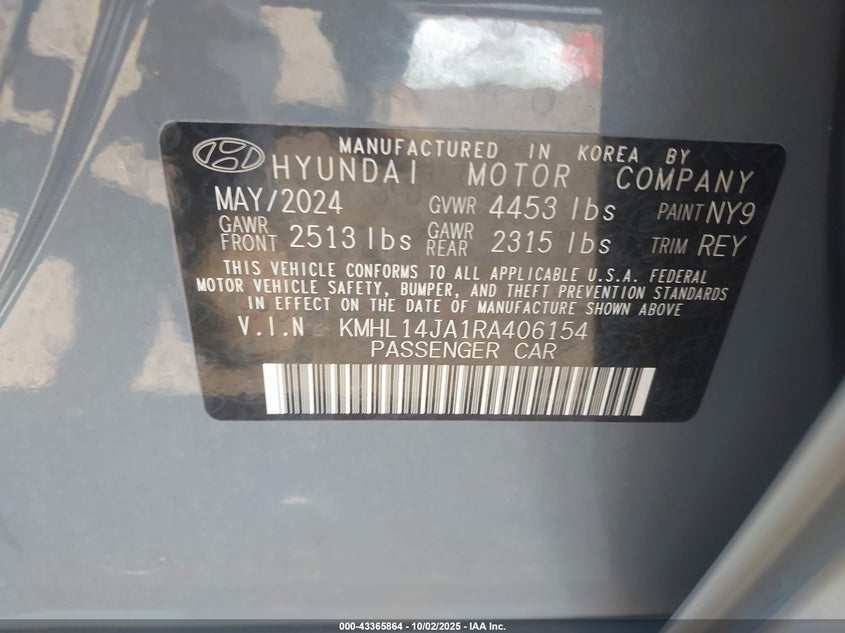 MANUFACTURED IN KOREA BY
HYUNDAI MOTOR COMPANY
MAY/2024 GVWR 4453 lbs PAINT NY9
GAWR FRONT 2513 lbs GAWR REAR 2315 lbs TRIM REY
THIS VEHICLE CONFORMS TO ALL APPLICABLE U.S.A. FEDERAL
MOTOR VEHICLE SAFETY, BUMPER, AND THEFT PREVENTION STANDARDS
IN EFFECT ON THE DATE OF MANUFACTURE SHOWN ABOVE
V.I.N KMHL14JA1RA406154
PASSENGER CAR
000-43365864 - 10/02/2025 - IAA Inc.